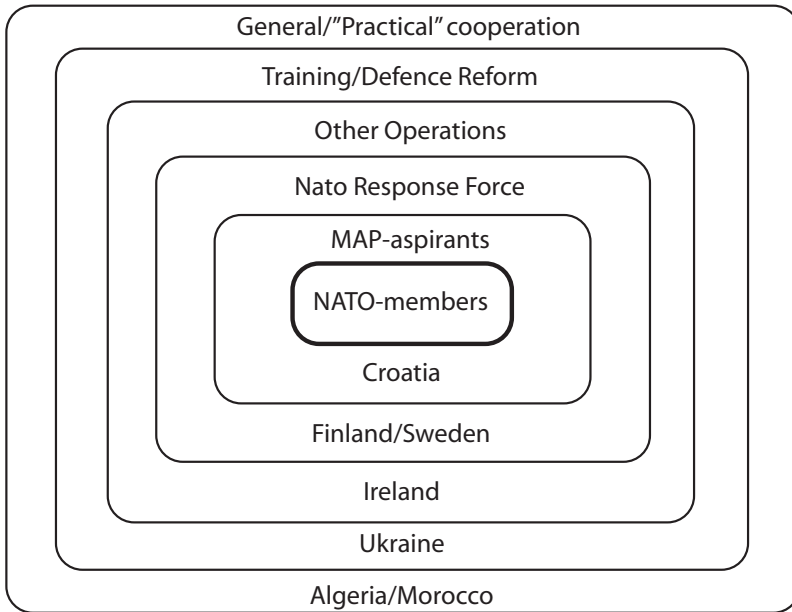 General/”Practical” cooperation
Training/Defence Reform
Other Operations
Nato Response Force
MAP-aspirants
NATO-members
Croatia
Finland/Sweden
Ireland
Ukraine
Algeria/Morocco